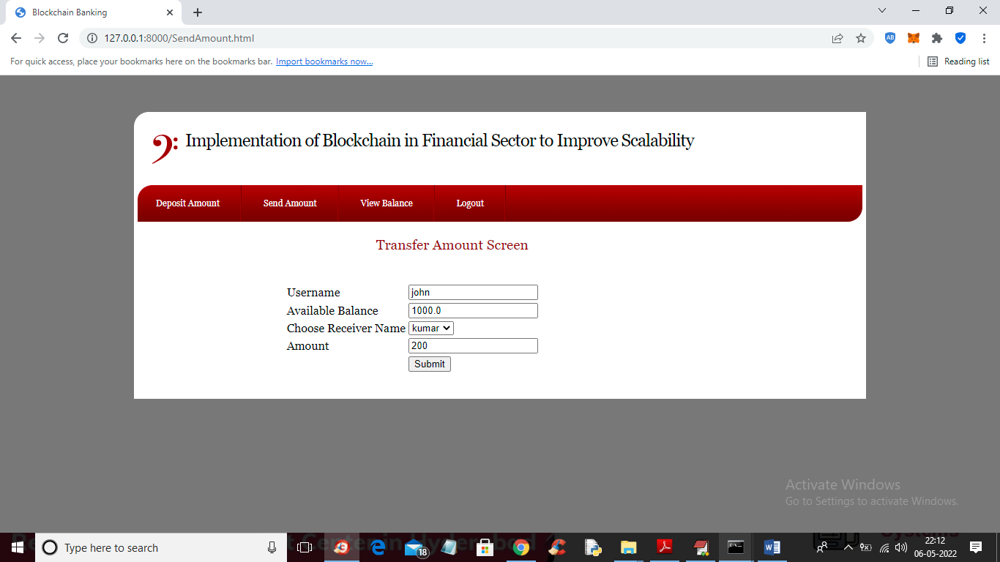 Blockchain Banking
127.0.0.1:8000/SendAmount.html
AB
For quick access, place your bookmarks here on the bookmarks bar. Import bookmarks now...
Reading list
Implementation of Blockchain in Financial Sector to Improve Scalability
Deposit Amount Send Amount View Balance Logout
Transfer Amount Screen
Username john
Available Balance 1000.0
Choose Receiver Name kumar
Amount 200
Submit
Activate Windows
Go to Settings to activate Windows.
Type here to search
18
22:12
06-05-2022